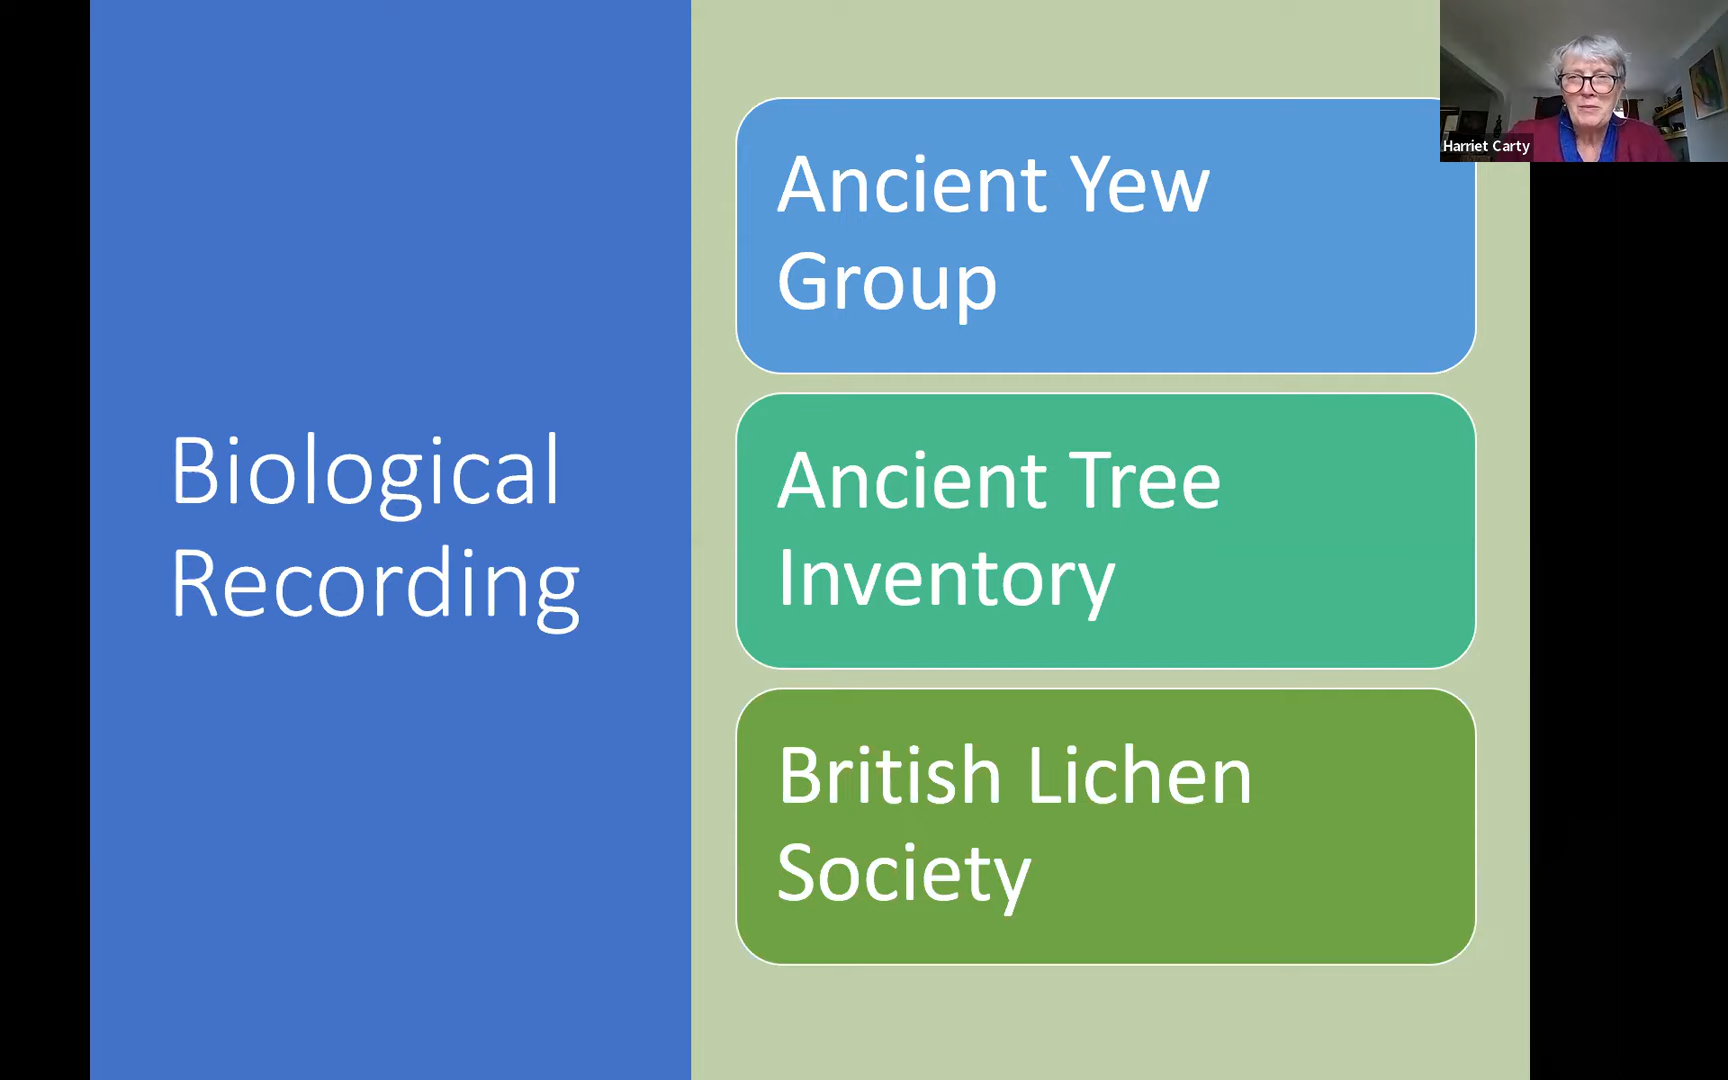 Biological
Recording
Ancient Yew
Group
Ancient Tree
Inventory
British Lichen
Society
Harriet Carty